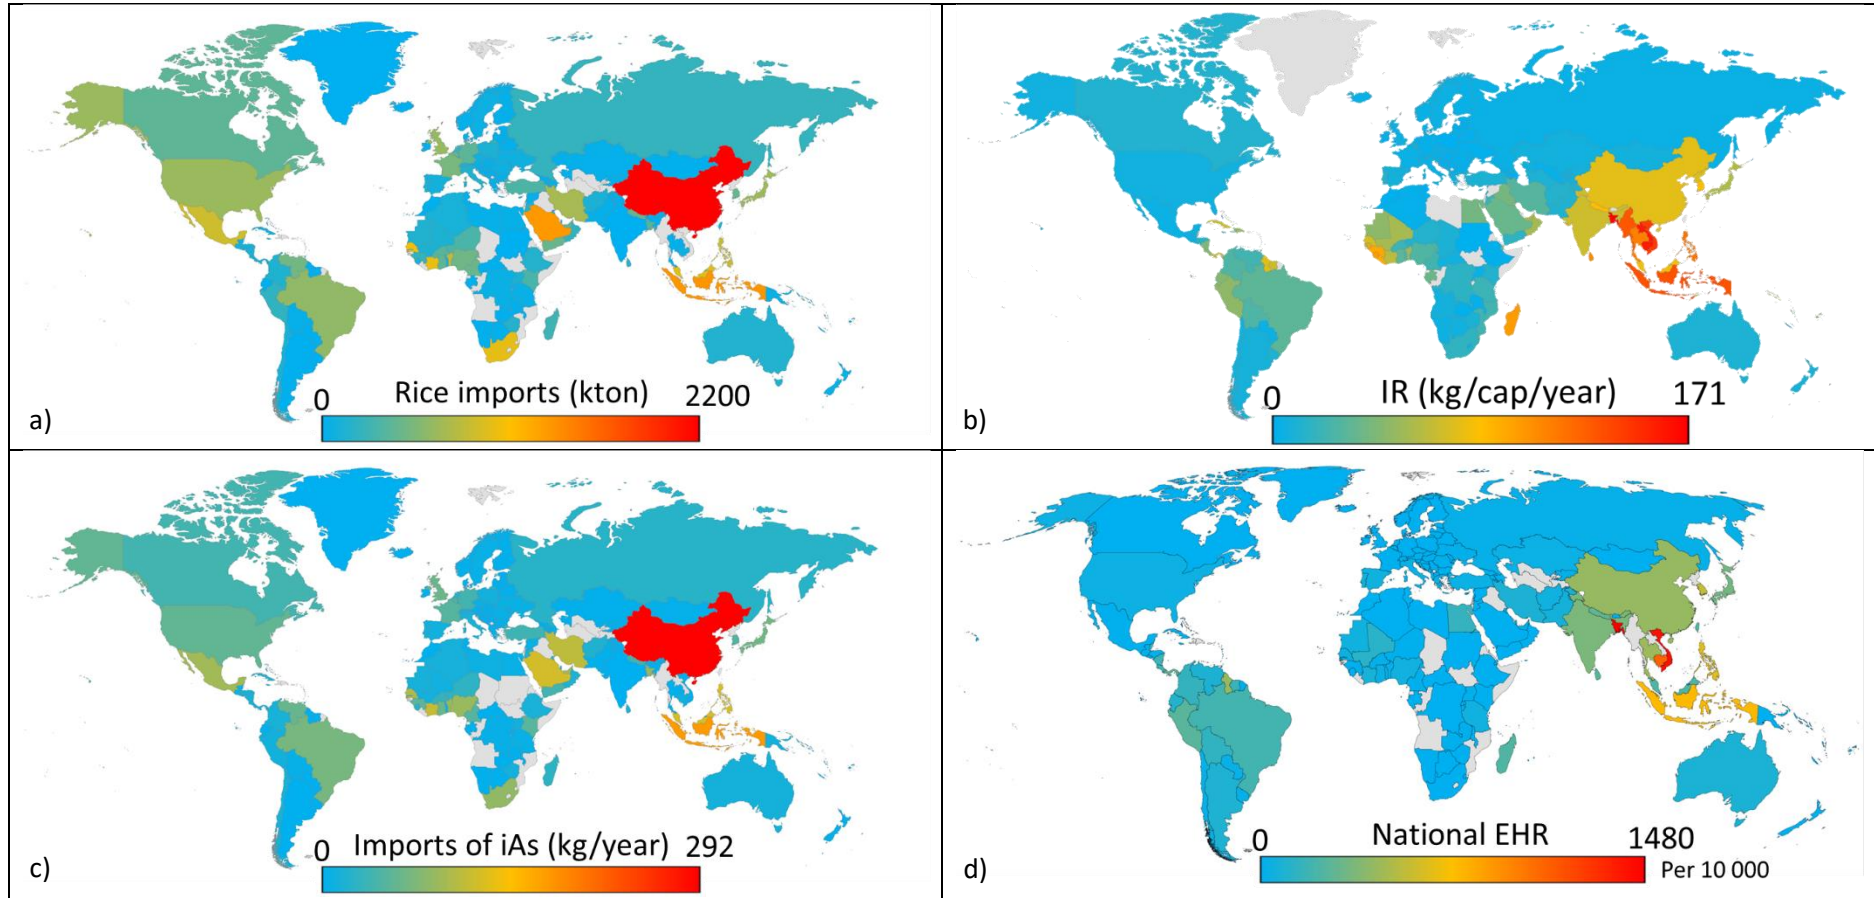 0 Rice imports (kton) 2200
a)
0 IR (kg/cap/year) 171
b)
0 Imports of iAs (kg/year) 292
c)
0 National EHR 1480
Per 10 000
d)